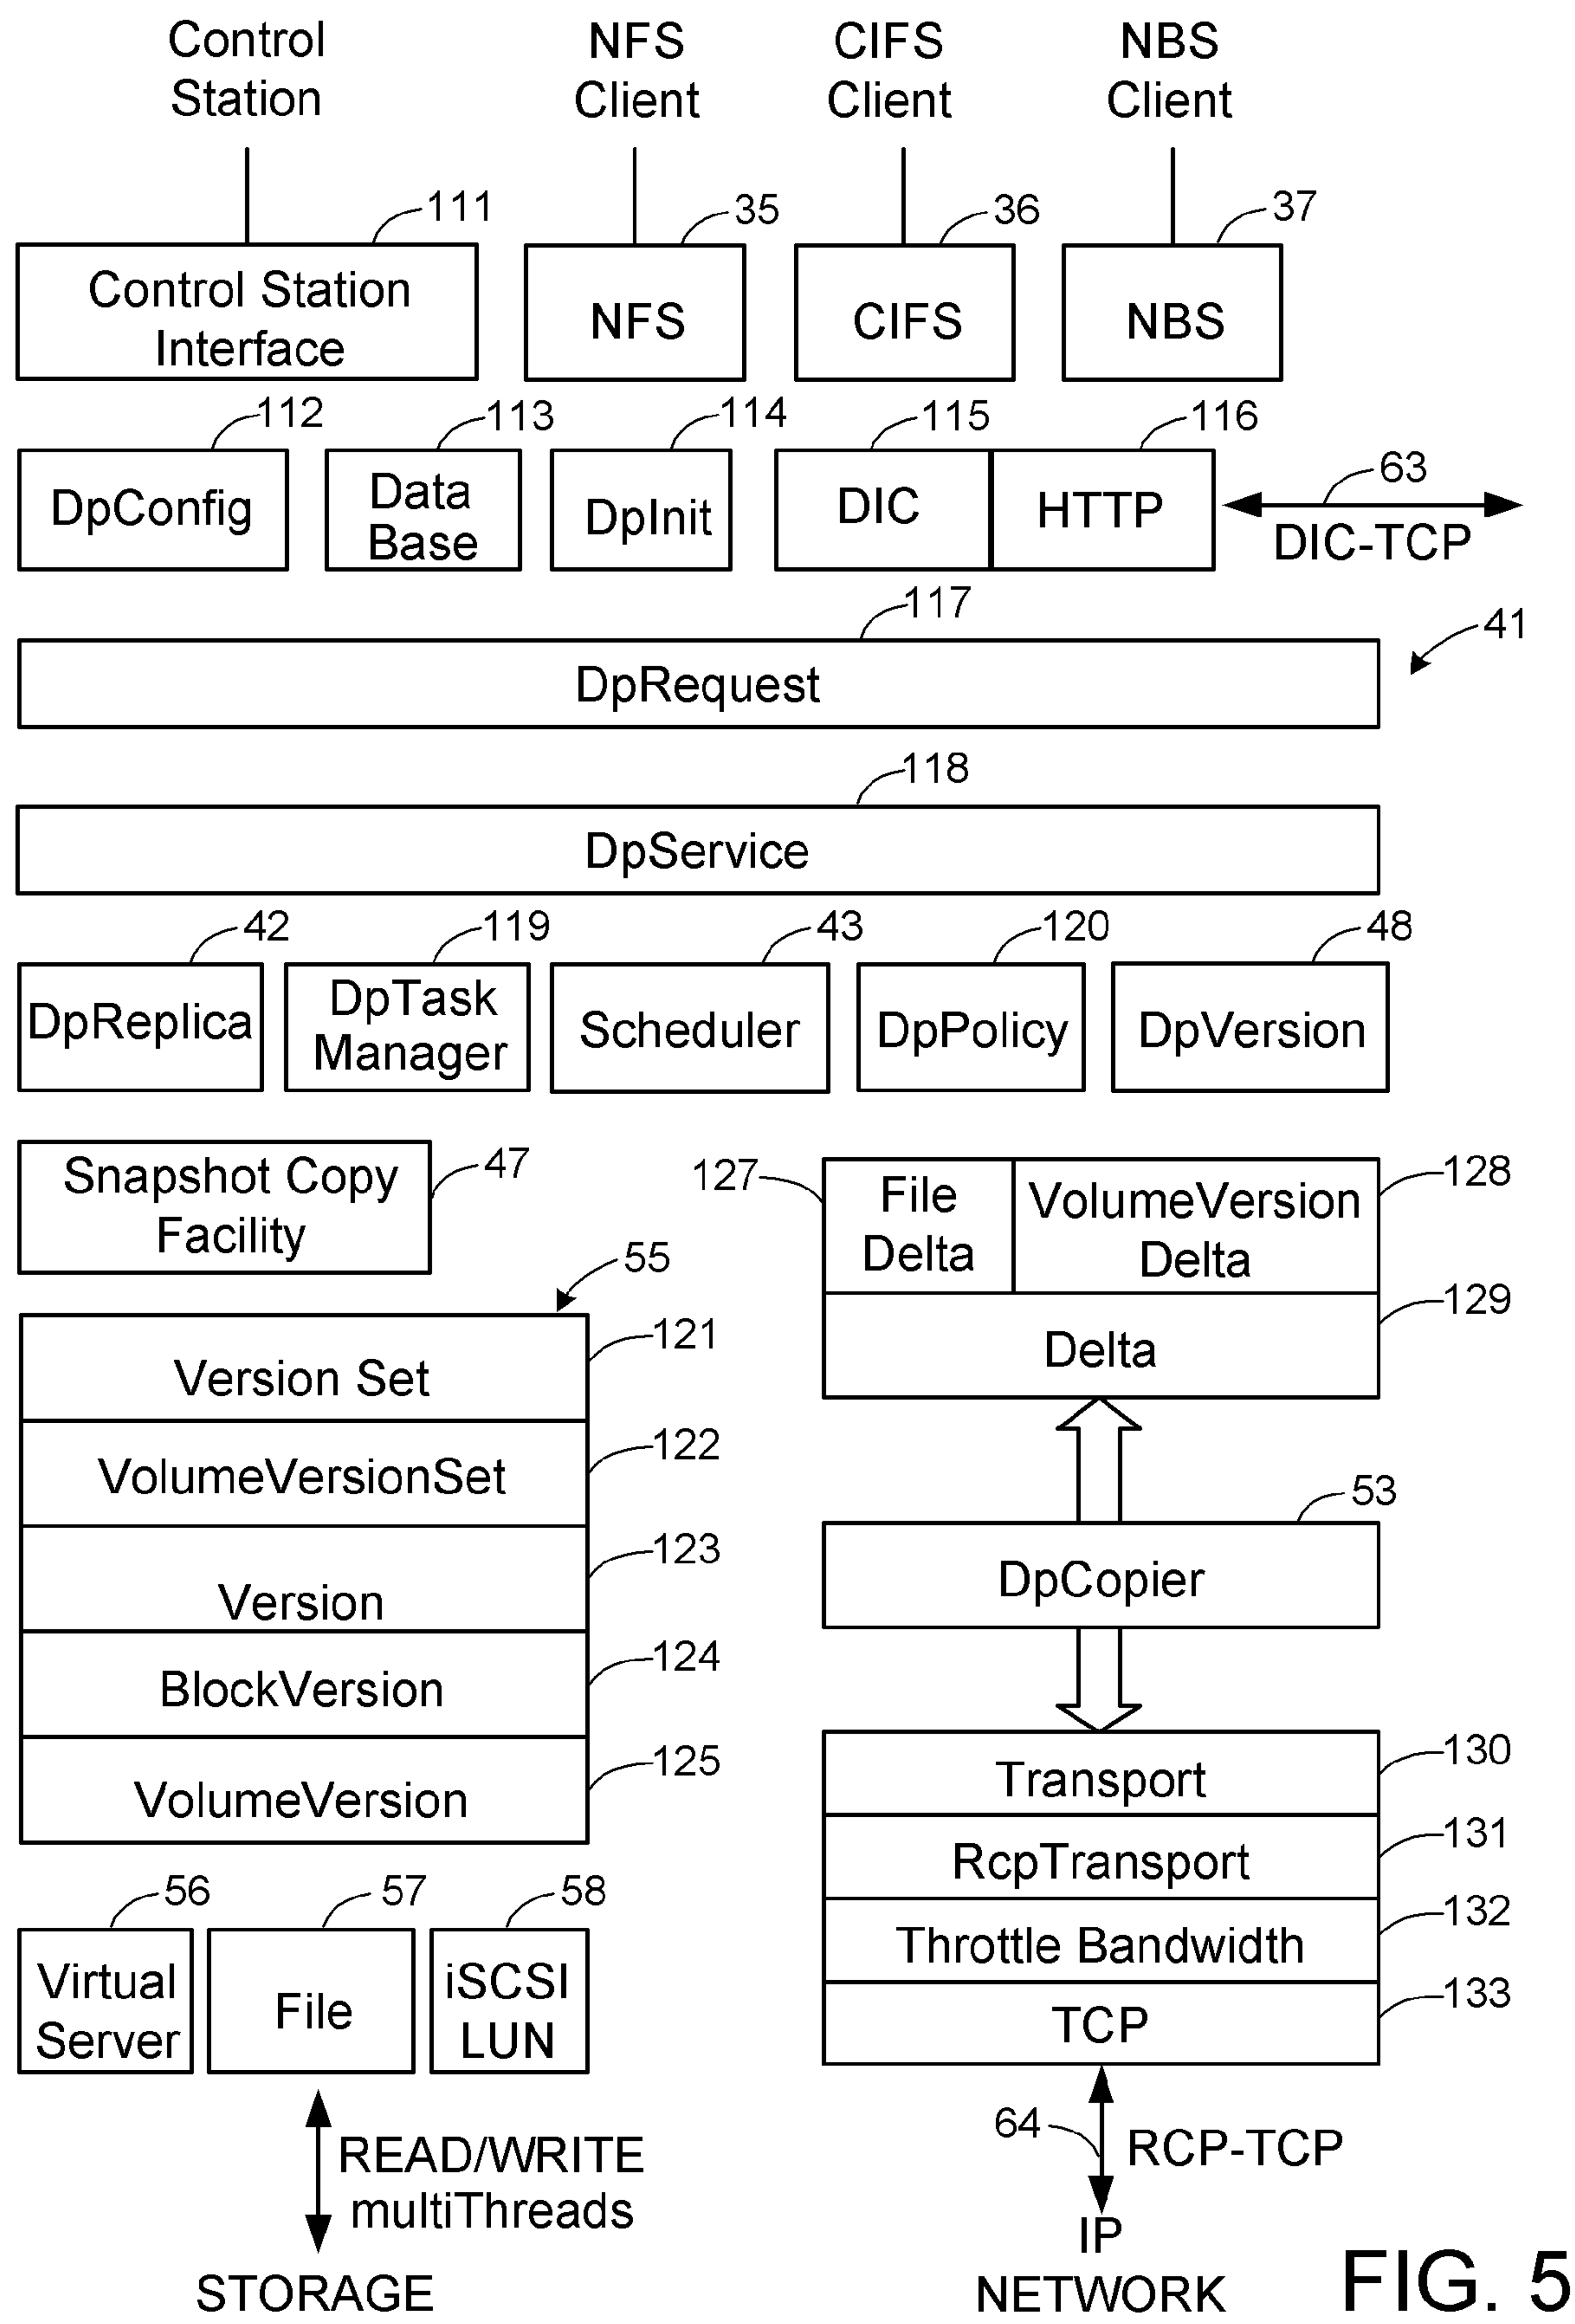 Control
Station
NFS
Client
CIFS
Client
NBS
Client
111
35
36
37
Control Station
Interface
NFS
CIFS
NBS
112
113
114
115
116
DpConfig
Data
Base
DpInit
DIC
HTTP
63
DIC-TCP
117
41
DpRequest
118
DpService
42
119
43
120
48
DpReplica
DpTask
Manager
Scheduler
DpPolicy
DpVersion
Snapshot Copy
Facility
47
127
File
Delta
VolumeVersion
Delta
128
55
129
Delta
Version Set
121
VolumeVersionSet
122
Version
123
BlockVersion
124
VolumeVersion
125
53
DpCopier
Transport
130
RcpTransport
131
Throttle Bandwidth
132
TCP
133
56
57
58
Virtual
Server
File
iSCSI
LUN
READ/WRITE
multiThreads
STORAGE
64
RCP-TCP
IP
NETWORK
FIG. 5